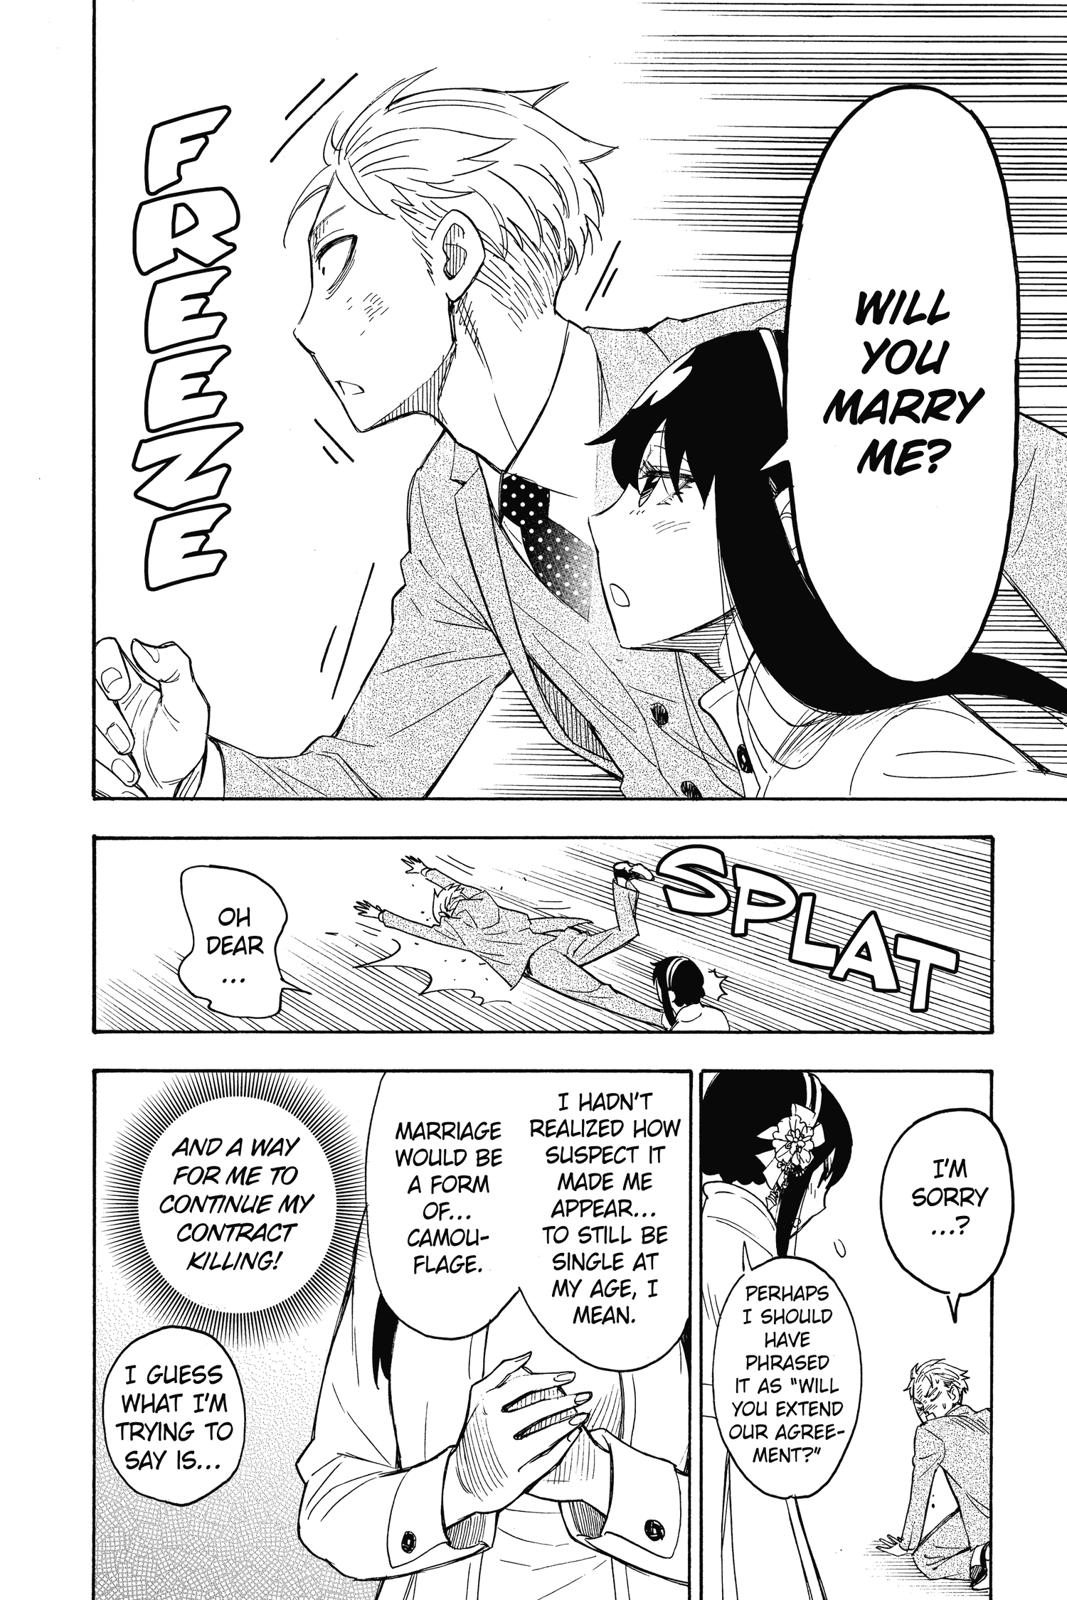 WILL
YOU
MARRY
ME?
FREEZE
SPLAT
OH
DEAR
...
I'M
SORRY
...?
PERHAPS
I SHOULD
HAVE
PHRASED
IT AS "WILL
YOU EXTEND
OUR AGREE-
MENT?"
I HADN'T
REALIZED HOW
SUSPECT IT
MADE ME
APPEAR...
TO STILL BE
SINGLE AT
MY AGE, I
MEAN.
MARRIAGE
WOULD BE
A FORM
OF...
CAMOU-
FLAGE.
AND A WAY
FOR ME TO
CONTINUE MY
CONTRACT
KILLING!
I GUESS
WHAT I'M
TRYING TO
SAY IS...